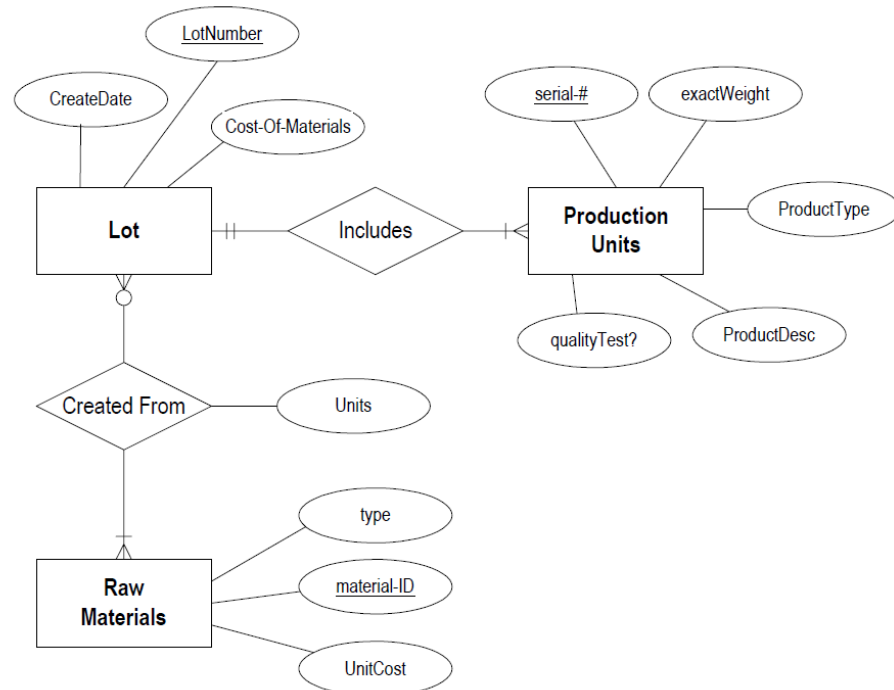 LotNumber
CreateDate
Cost-Of-Materials
serial-#
exactWeight
Lot
Includes
Production
Units
ProductType
qualityTest?
ProductDesc
Created From
Units
type
Raw
Materials
material-ID
UnitCost